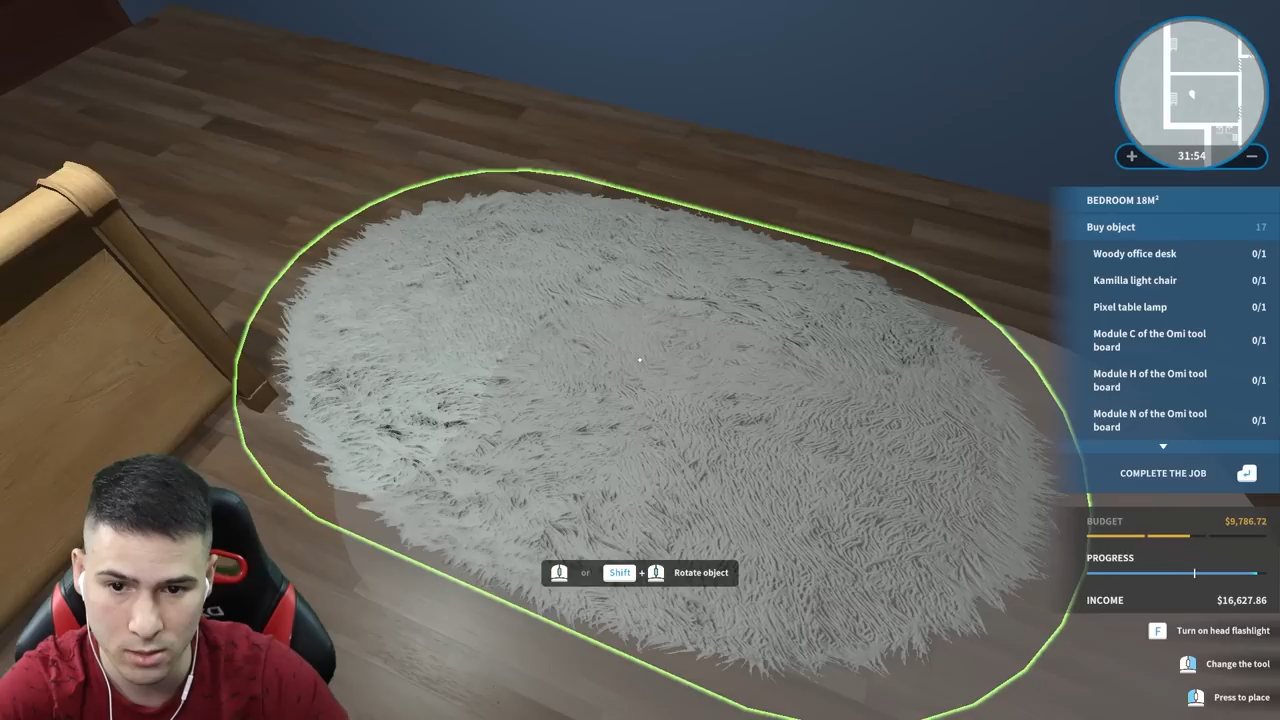 31:54
BEDROOM 18M²
Buy object 17
Woody office desk 0/1
Kamilla light chair 0/1
Pixel table lamp 0/1
Module C of the Omi tool
board 0/1
Module H of the Omi tool
board 0/1
Module N of the Omi tool
board 0/1
COMPLETE THE JOB
BUDGET $9,786.72
PROGRESS
INCOME $16,627.86
or Shift + Rotate object
F Turn on head flashlight
Change the tool
Press to place